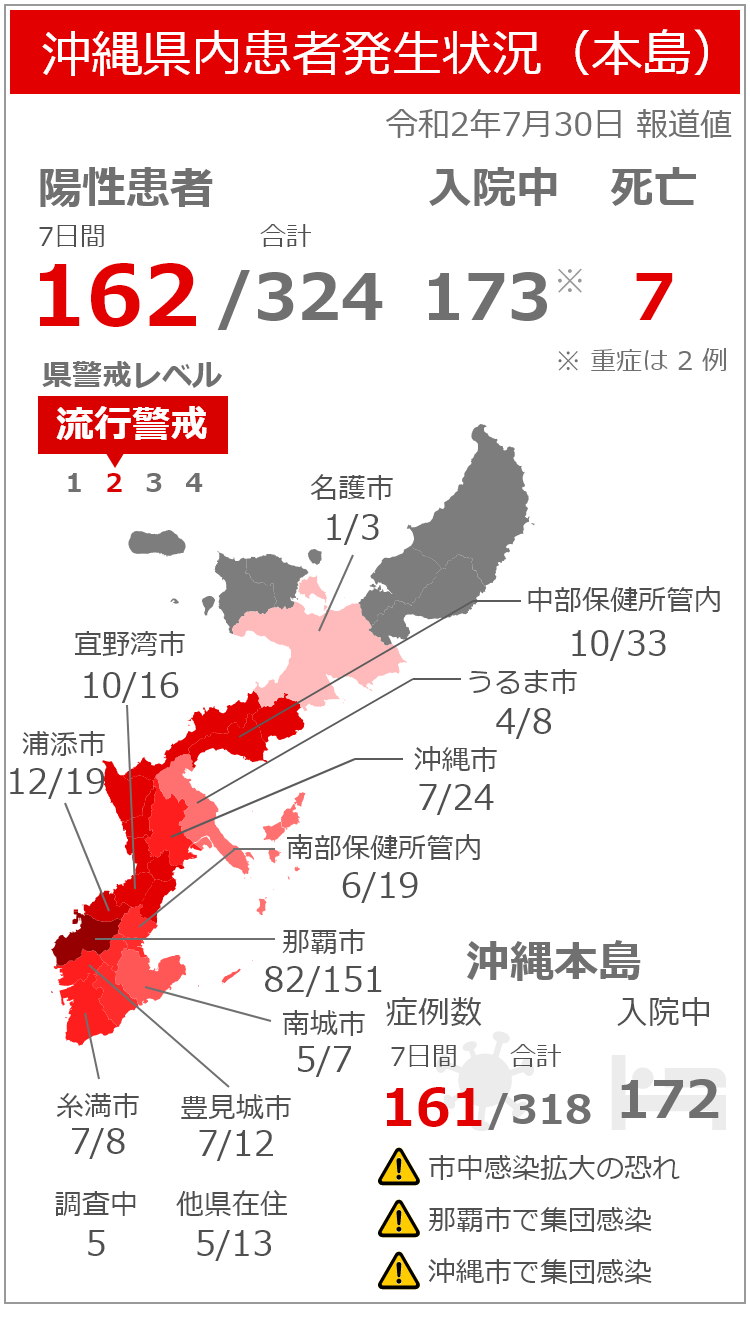 沖縄県内患者発生状況（本島）
令和2年7月30日 報道値
陽性患者 入院中 死亡
7日間 合計
162 /324 173※ 7
※ 重症は 2 例
県警戒レベル
流行警戒
1 2 3 4
名護市
1/3
中部保健所管内
10/33
宜野湾市
10/16
うるま市
4/8
浦添市
12/19
沖縄市
7/24
南部保健所管内
6/19
那覇市
82/151
南城市
5/7
糸満市
7/8
豊見城市
7/12
調査中
5
他県在住
5/13
沖縄本島
症例数 入院中
7日間 合計
161/318 172
市中感染拡大の恐れ
那覇市で集団感染
沖縄市で集団感染